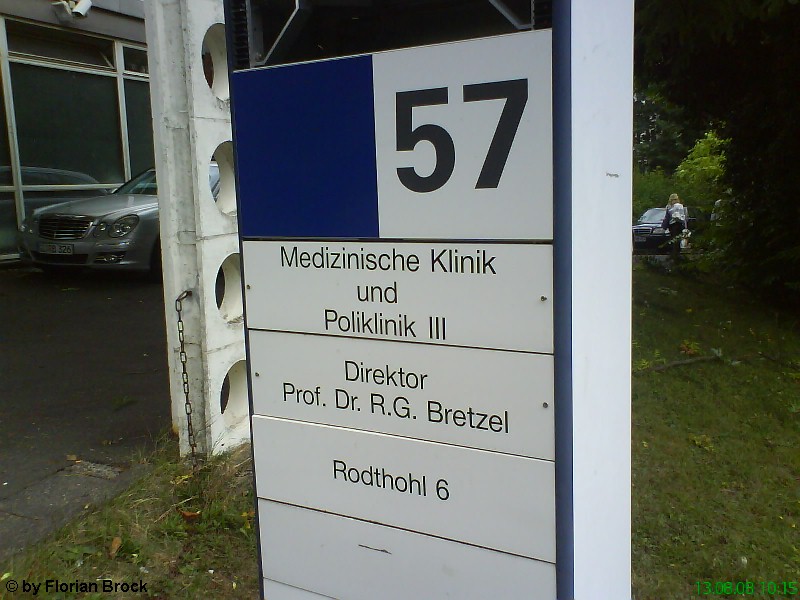 57
Medizinische Klinik
und
Poliklinik III
Direktor
Prof. Dr. R.G. Bretzel
Rodthohl 6
© by Florian Brock
13.08.08 10:15